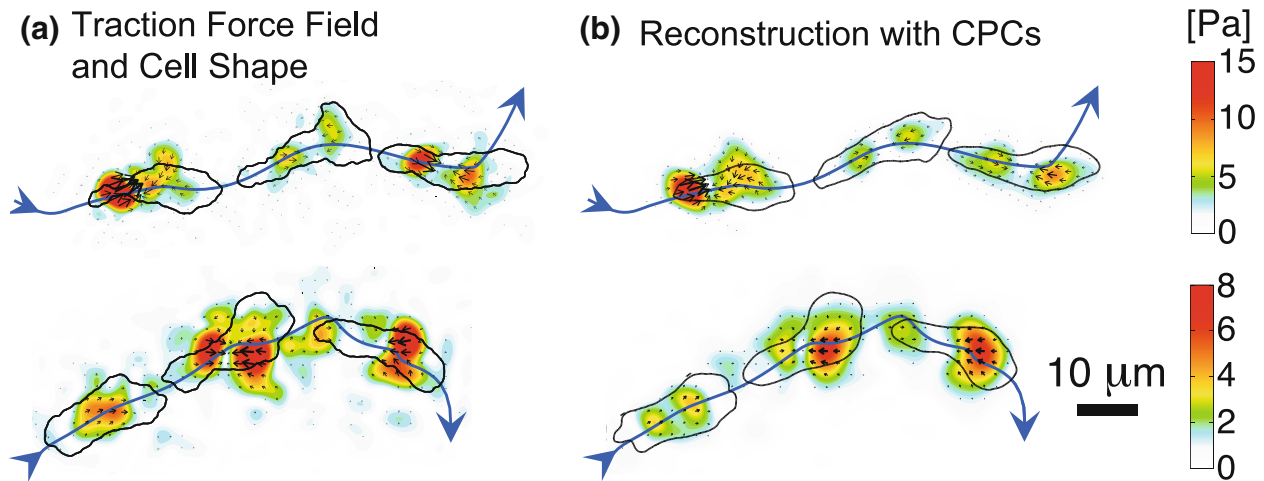 (a) Traction Force Field
and Cell Shape
(b) Reconstruction with CPCs
[Pa]
15
10
5
0
8
6
4
2
0
10 μm